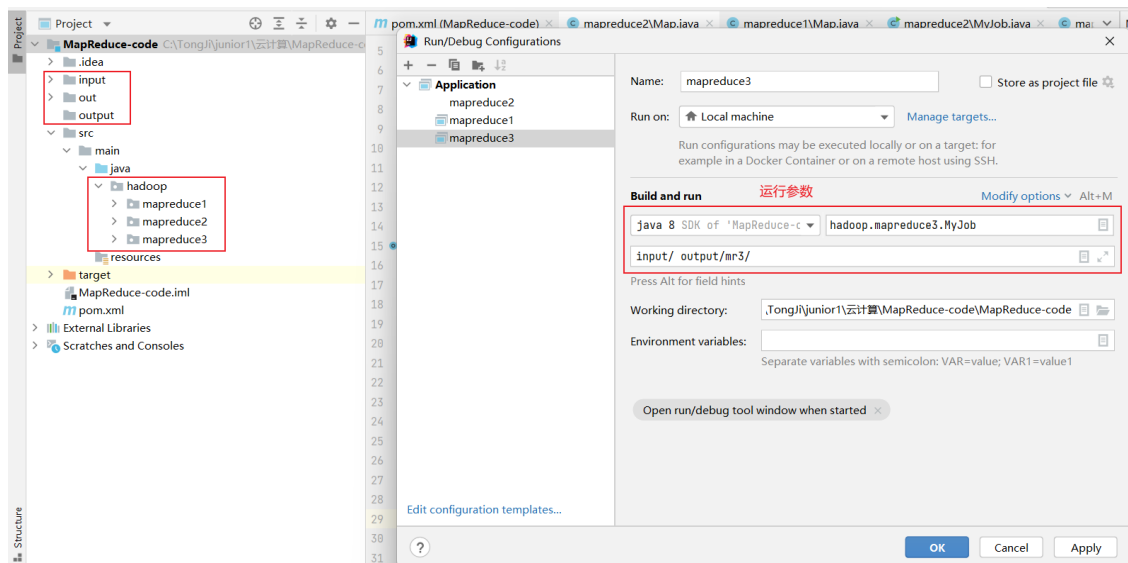 Project
pom.xml (MapReduce-code)
mapreduce2\Map.java
mapreduce1\Map.java
mapreduce2\MyJob.java
Project
MapReduce-code C:\TongJi\junior1\云计算\MapReduce-c
.idea
input
out
output
src
main
java
hadoop
mapreduce1
mapreduce2
mapreduce3
resources
target
MapReduce-code.iml
pom.xml
External Libraries
Scratches and Consoles
Structure
5
6
7
8
9
10
11
12
13
14
15
16
17
18
19
20
21
22
23
24
25
26
27
28
29
30
31
Run/Debug Configurations
Application
mapreduce2
mapreduce1
mapreduce3
Edit configuration templates...
Name: mapreduce3
Store as project file
Run on: Local machine
Manage targets...
Run configurations may be executed locally or on a target: for
example in a Docker Container or on a remote host using SSH.
Build and run
运行参数
Modify options Alt+M
java 8 SDK of 'MapReduce-c
hadoop.mapreduce3.MyJob
input/ output/mr3/
Press Alt for field hints
Working directory: \TongJi\junior1\云计算\MapReduce-code\MapReduce-code
Environment variables:
Separate variables with semicolon: VAR=value; VAR1=value1
Open run/debug tool window when started
?
OK
Cancel
Apply